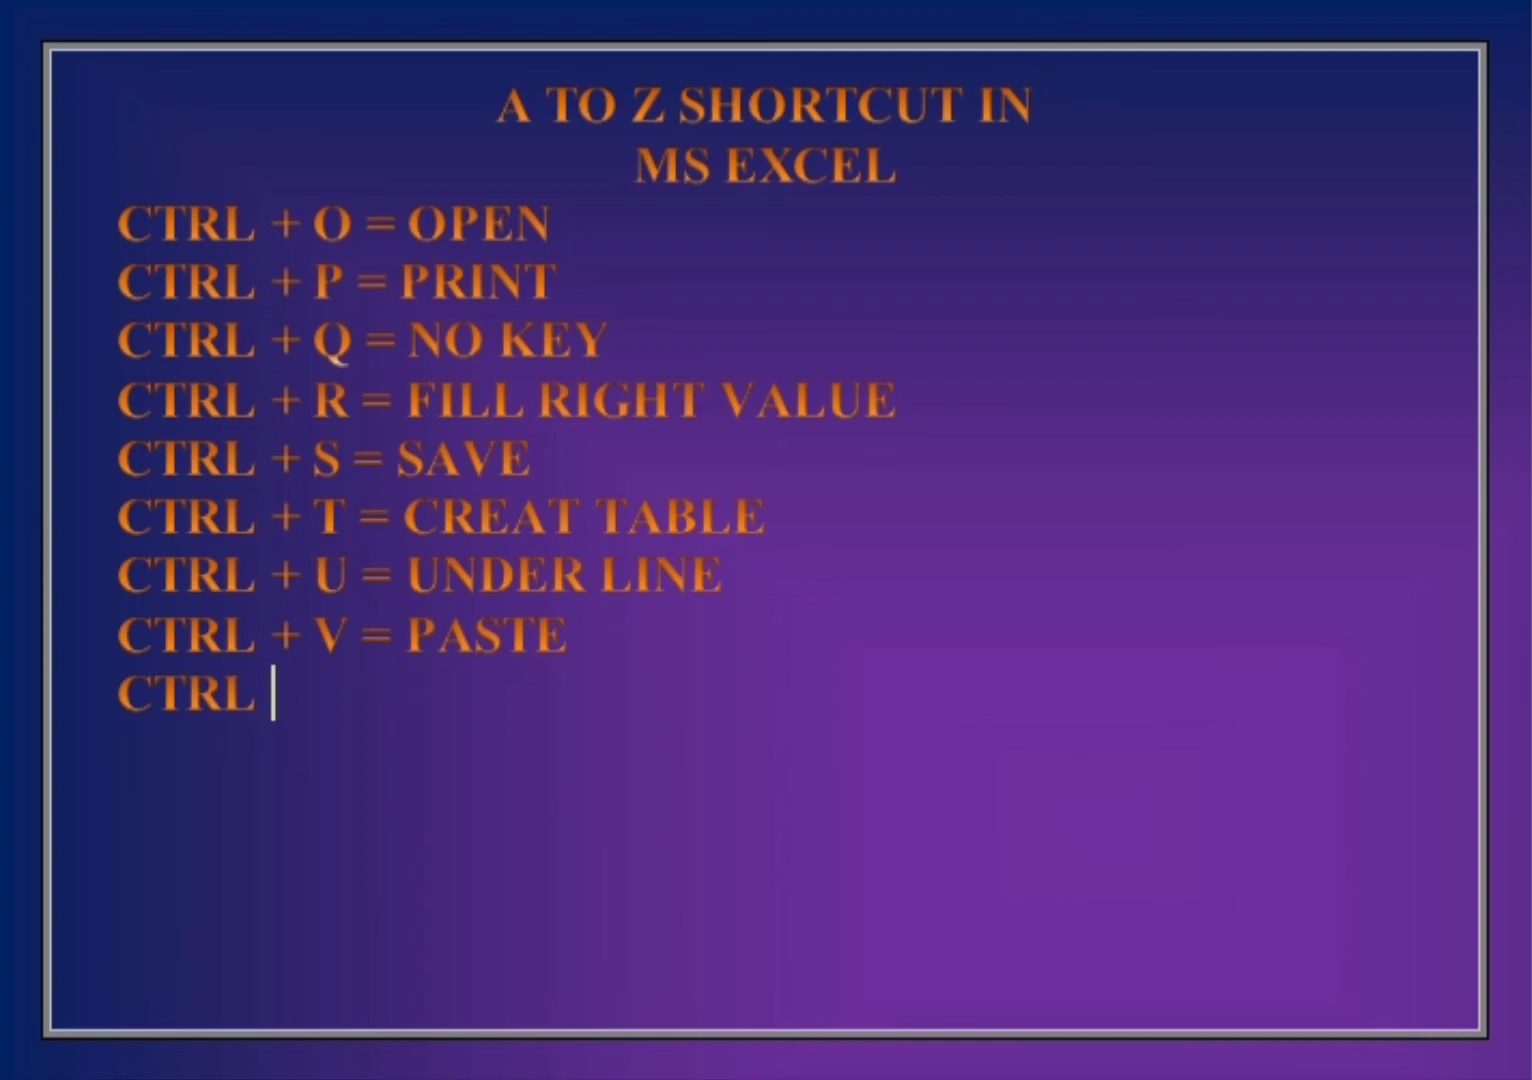 A TO Z SHORTCUT IN
MS EXCEL
CTRL + O = OPEN
CTRL + P = PRINT
CTRL + Q = NO KEY
CTRL + R = FILL RIGHT VALUE
CTRL + S = SAVE
CTRL + T = CREAT TABLE
CTRL + U = UNDER LINE
CTRL + V = PASTE
CTRL